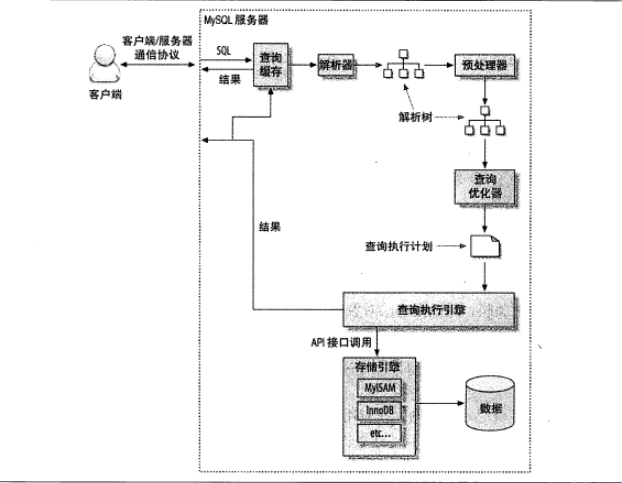 MySQL 服务器
客户端/服务器
通信协议
客户端
SQL
结果
查询
缓存
解析器
预处理器
解析树
查询
优化器
结果
查询执行计划
查询执行引擎
API 接口调用
存储引擎
MyISAM
InnoDB
etc...
数据